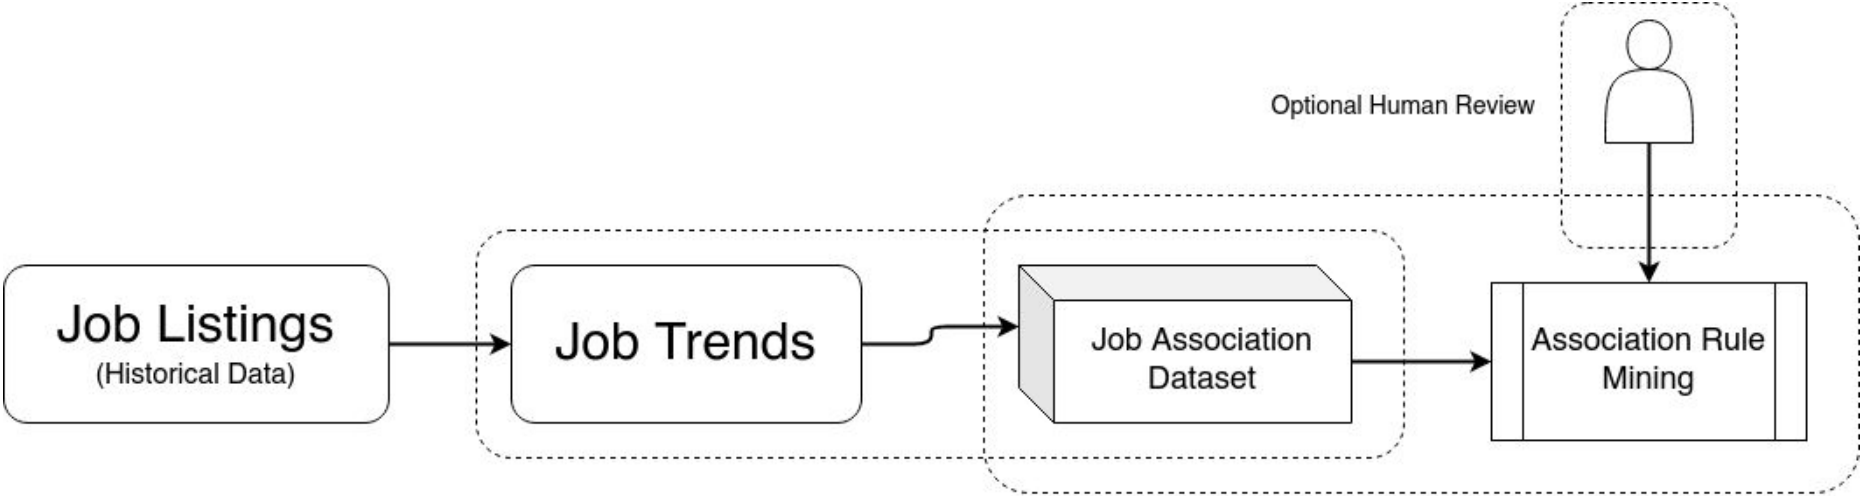 Optional Human Review
Job Listings
(Historical Data)
Job Trends
Job Association
Dataset
Association Rule
Mining